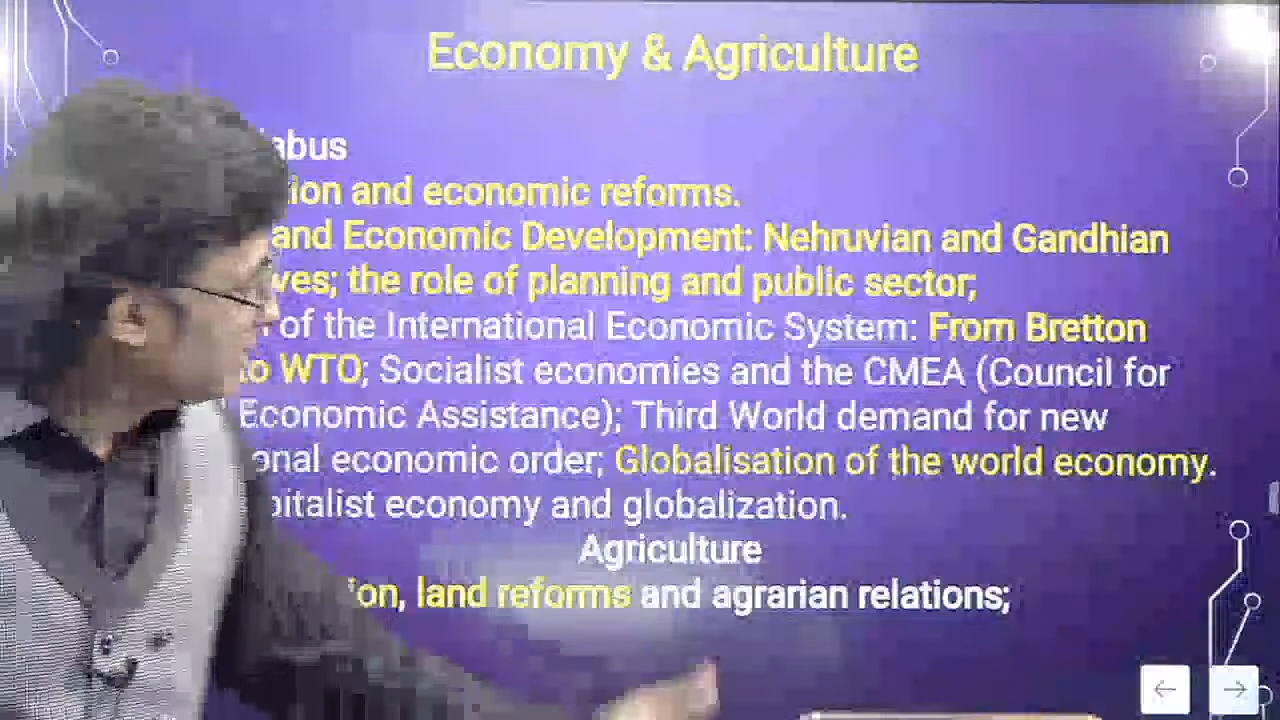 Economy & Agriculture
abus
tion and economic reforms.
and Economic Development: Nehruvian and Gandhian
ves; the role of planning and public sector;
of the International Economic System: From Bretton
to WTO; Socialist economies and the CMEA (Council for
Economic Assistance); Third World demand for new
onal economic order; Globalisation of the world economy.
pitalist economy and globalization.
Agriculture
ion, land reforms and agrarian relations;